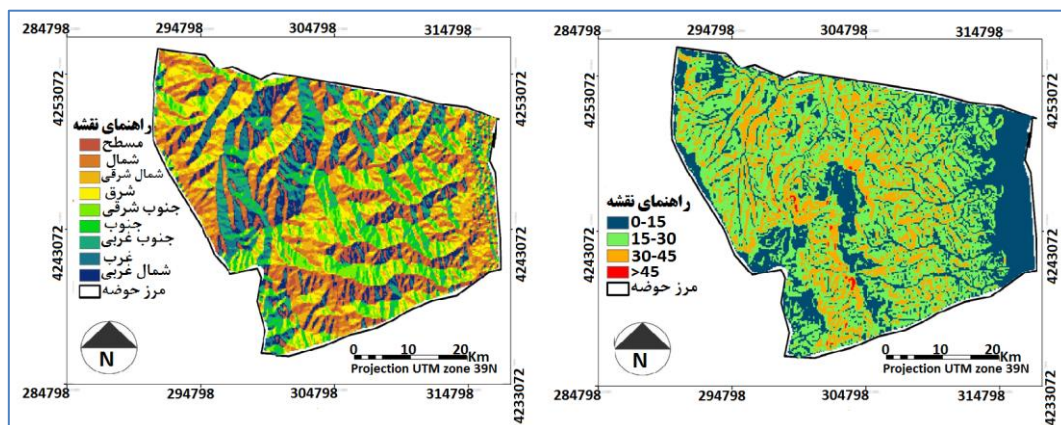 284798 294798 304798 314798
4253072
4243072
4233072
راهنمای نقشه
مسطح
شمال
شمال شرقی
شرق
جنوب شرقی
جنوب
جنوب غربی
غرب
شمال غربی
مرز حوضه
N
0 10 20 Km
Projection UTM zone 39N
4253072
4243072
284798 294798 304798 314798
284798 294798 304798 314798
4253072
4243072
4233072
راهنمای نقشه
0-15
15-30
30-45
>45
مرز حوضه
N
0 10 20 Km
Projection UTM zone 39N
4253072
4243072
284798 294798 304798 314798